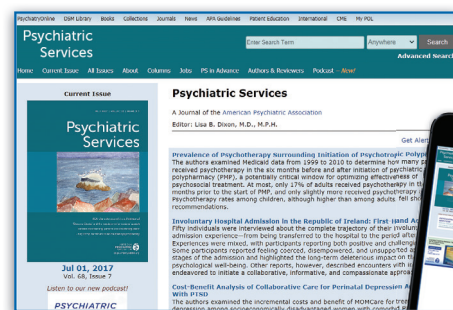 PsychiatryOnline DSM Library Books Collections Journals News APA Guidelines Patient Education International CME My POL
Psychiatric
Services
Enter Search Term
Anywhere
Search
Advanced Searc
Home Current Issue All Issues About Columns Jobs PS in Advance Authors & Reviewers Podcast – New!
Current Issue
Psychiatric
Services
Jul 01, 2017
Vol. 68, Issue 7
Listen to our new podcast!
PSYCHIATRIC
Psychiatric Services
A Journal of the American Psychiatric Association
Editor: Lisa B. Dixon, M.D., M.P.H.
Get Aler
Prevalence of Psychotherapy Surrounding Initiation of Psychotropic Polyp
The authors examined Medicaid data from 1999 to 2010 to determine how many p
received psychotherapy in the six months before and after initiation of psychiatric
polypharmacy (PMP), a potentially critical window for optimizing effectiveness of
psychosocial treatment. At most, only 17% of adults received psychotherapy in th
months prior to the start of PMP, and only slightly more received psychotherapy
Psychotherapy rates among children, although higher than among adults, fell sho
recommendations.
Involuntary Hospital Admission in the Republic of Ireland: First-Hand Ac
Fifty individuals were interviewed about the complete trajectory of their involun
admission experience—from being transferred to the hospital to the period after
Experiences were mixed, with participants reporting both positive and challenging
Some participants reported feeling coerced, disempowered, and unsupported a
stages of the admission and highlighted the long-term deleterious impact on th
psychological well-being. Other reports, however, described encounters with
endeavored to initiate a collaborative, informative, and compassionate approa
Cost-Benefit Analysis of Collaborative Care for Perinatal Depression A
With PTSD
The authors examined the incremental costs and benefit of MOMCare for trea
depression among socioeconomically disadvantaged women with comorbid P